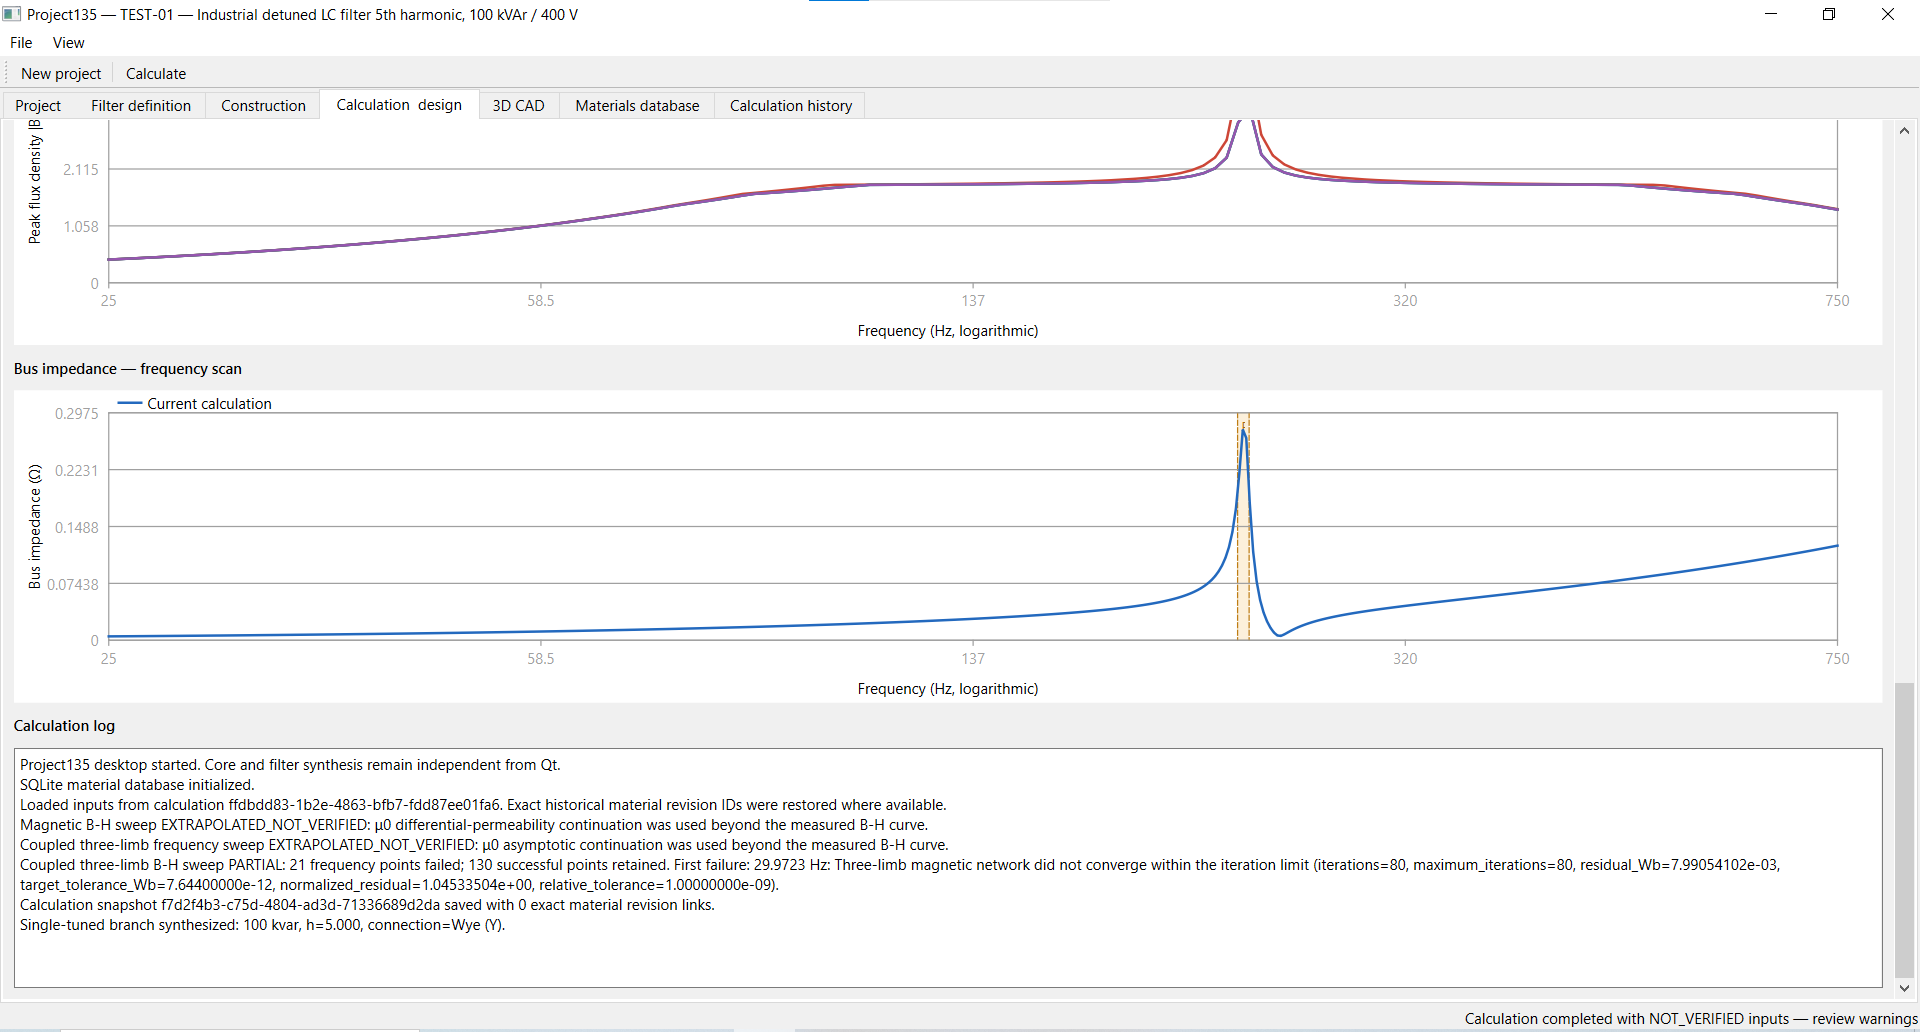 Project135 — TEST-01 — Industrial detuned LC filter 5th harmonic, 100 kVAr / 400 V
File View
New project Calculate
Project Filter definition Construction Calculation design 3D CAD Materials database Calculation history
Peak flux density |B
2.115
1.058
0
25 58.5 137 320 750
Frequency (Hz, logarithmic)
Bus impedance — frequency scan
Current calculation
Bus impedance (Ω)
0.2975
0.2231
0.1488
0.07438
0
25 58.5 137 320 750
Frequency (Hz, logarithmic)
Calculation log
Project135 desktop started. Core and filter synthesis remain independent from Qt.
SQLite material database initialized.
Loaded inputs from calculation ffdbdd83-1b2e-4863-bfb7-fdd87ee01fa6. Exact historical material revision IDs were restored where available.
Magnetic B-H sweep EXTRAPOLATED_NOT_VERIFIED: μ0 differential-permeability continuation was used beyond the measured B-H curve.
Coupled three-limb frequency sweep EXTRAPOLATED_NOT_VERIFIED: μ0 asymptotic continuation was used beyond the measured B-H curve.
Coupled three-limb B-H sweep PARTIAL: 21 frequency points failed; 130 successful points retained. First failure: 29.9723 Hz: Three-limb magnetic network did not converge within the iteration limit (iterations=80, maximum_iterations=80, residual_Wb=7.99054102e-03,
target_tolerance_Wb=7.64400000e-12, normalized_residual=1.04533504e+00, relative_tolerance=1.00000000e-09).
Calculation snapshot f7d2f4b3-c75d-4804-ad3d-71336689d2da saved with 0 exact material revision links.
Single-tuned branch synthesized: 100 kvar, h=5.000, connection=Wye (Y).
Calculation completed with NOT_VERIFIED inputs — review warnings